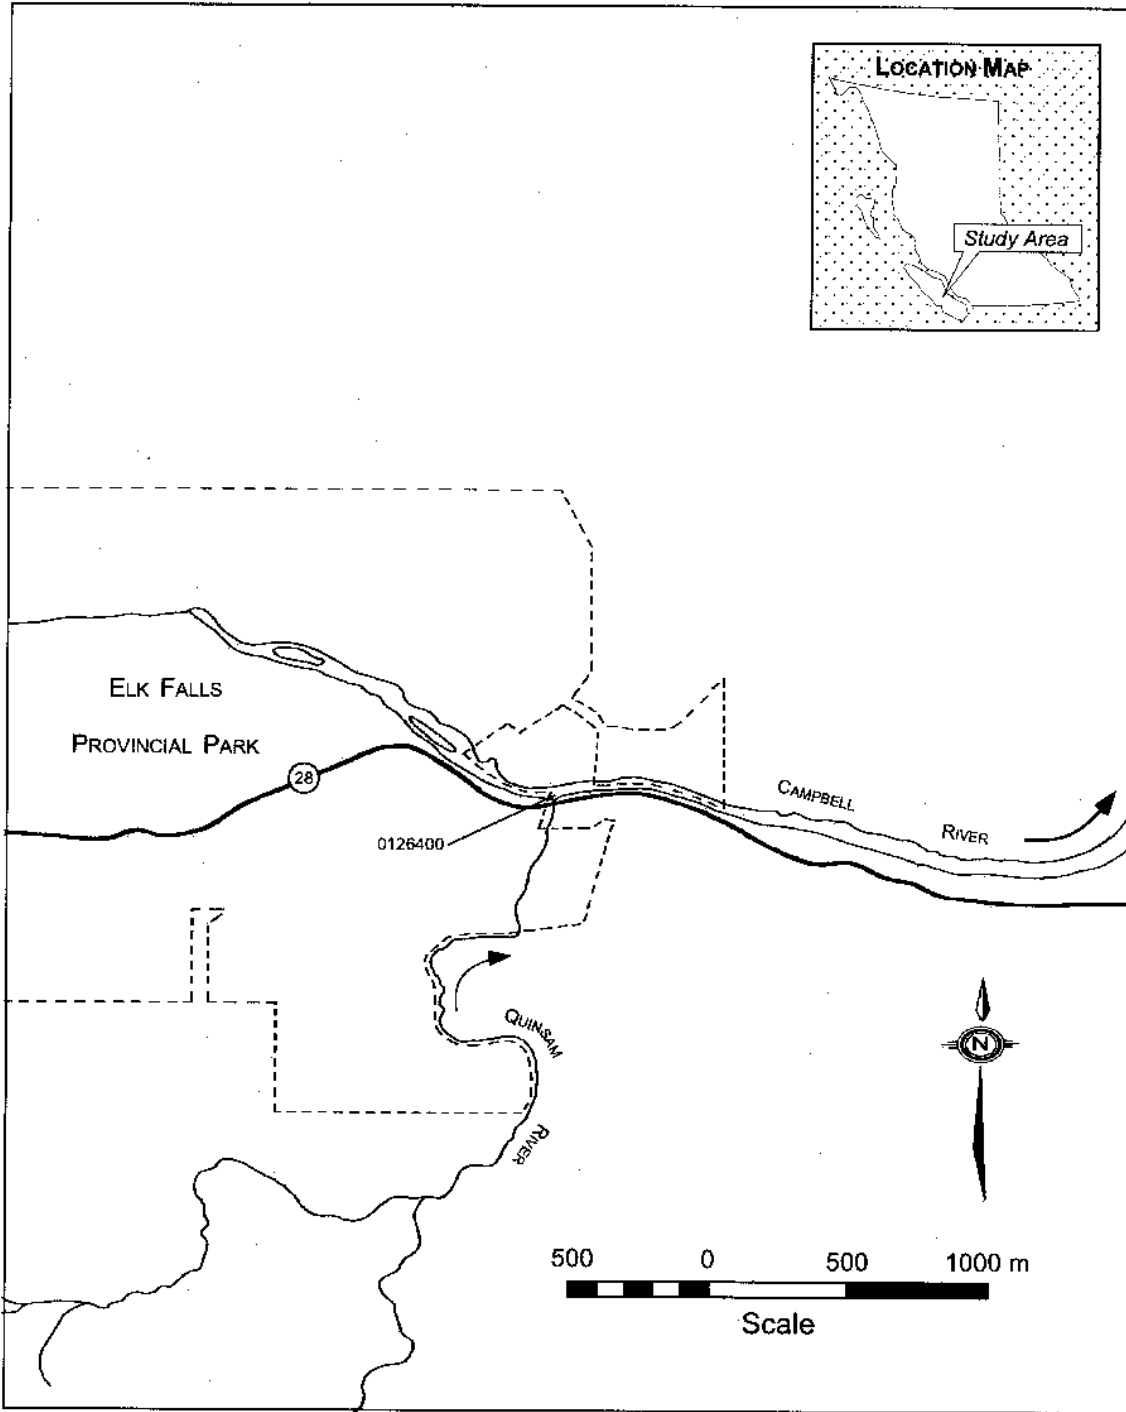 LOCATION MAP
Study Area
ELK FALLS
PROVINCIAL PARK
28
CAMPBELL
RIVER
0126400
QUINSAM
RIVER
N
500 0 500 1000 m
Scale